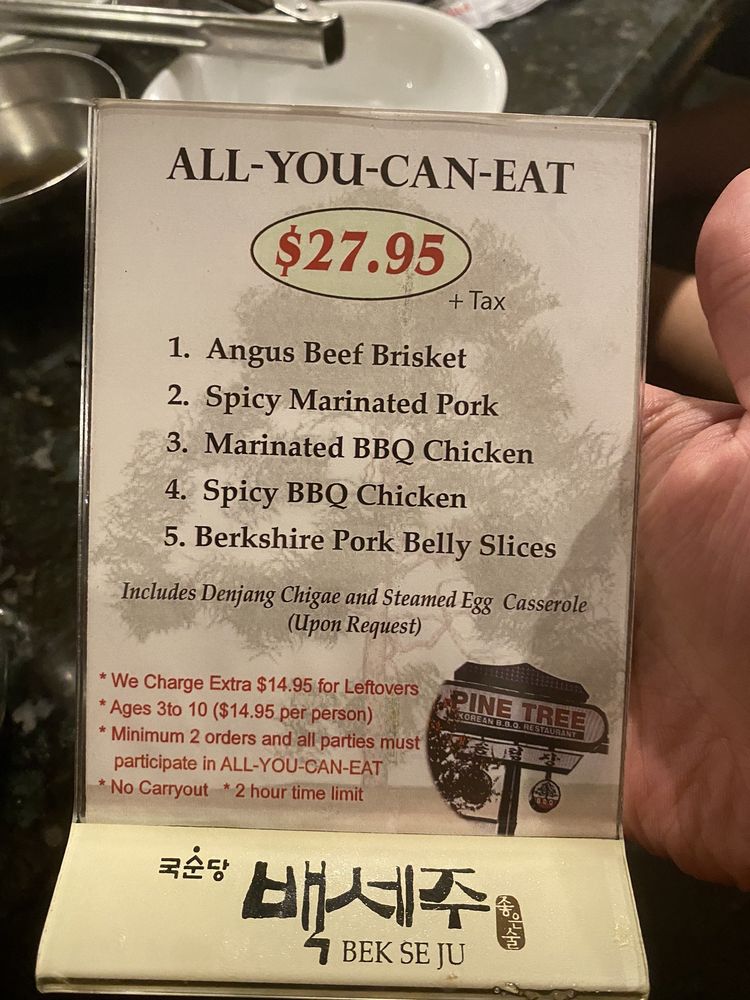 ALL-YOU-CAN-EAT
$27.95
+ Tax
1. Angus Beef Brisket
2. Spicy Marinated Pork
3. Marinated BBQ Chicken
4. Spicy BBQ Chicken
5. Berkshire Pork Belly Slices
Includes Denjang Chigae and Steamed Egg Casserole
(Upon Request)
* We Charge Extra $14.95 for Leftovers
* Ages 3to 10 ($14.95 per person)
* Minimum 2 orders and all parties must
participate in ALL-YOU-CAN-EAT
* No Carryout * 2 hour time limit
PINE TREE
KOREAN B.B.Q. RESTAURANT
국순당
백세주
좋은술
BEK SE JU